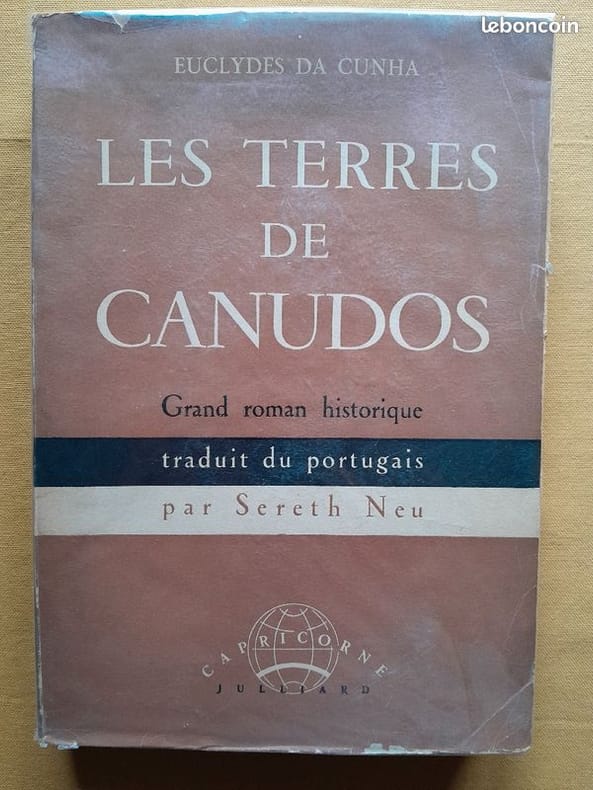 leboncoin
EUCLYDES DA CUNHA
LES TERRES
DE
CANUDOS
Grand roman historique
traduit du portugais
par Sereth Neu
CAPRICORNE
JULLIARD